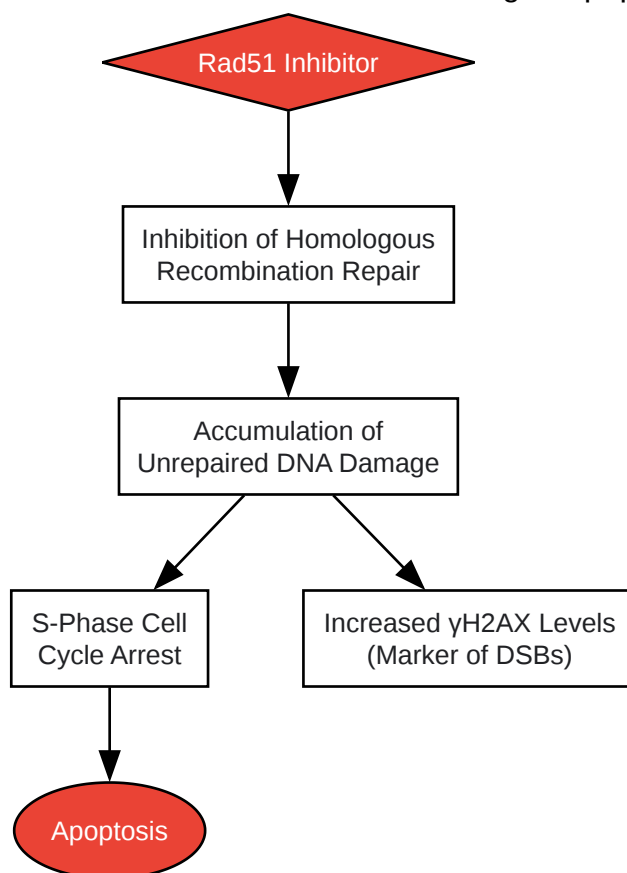 Rad51 Inhibitor
Inhibition of Homologous
Recombination Repair
Accumulation of
Unrepaired DNA Damage
S-Phase Cell
Cycle Arrest
Increased γH2AX Levels
(Marker of DSBs)
Apoptosis